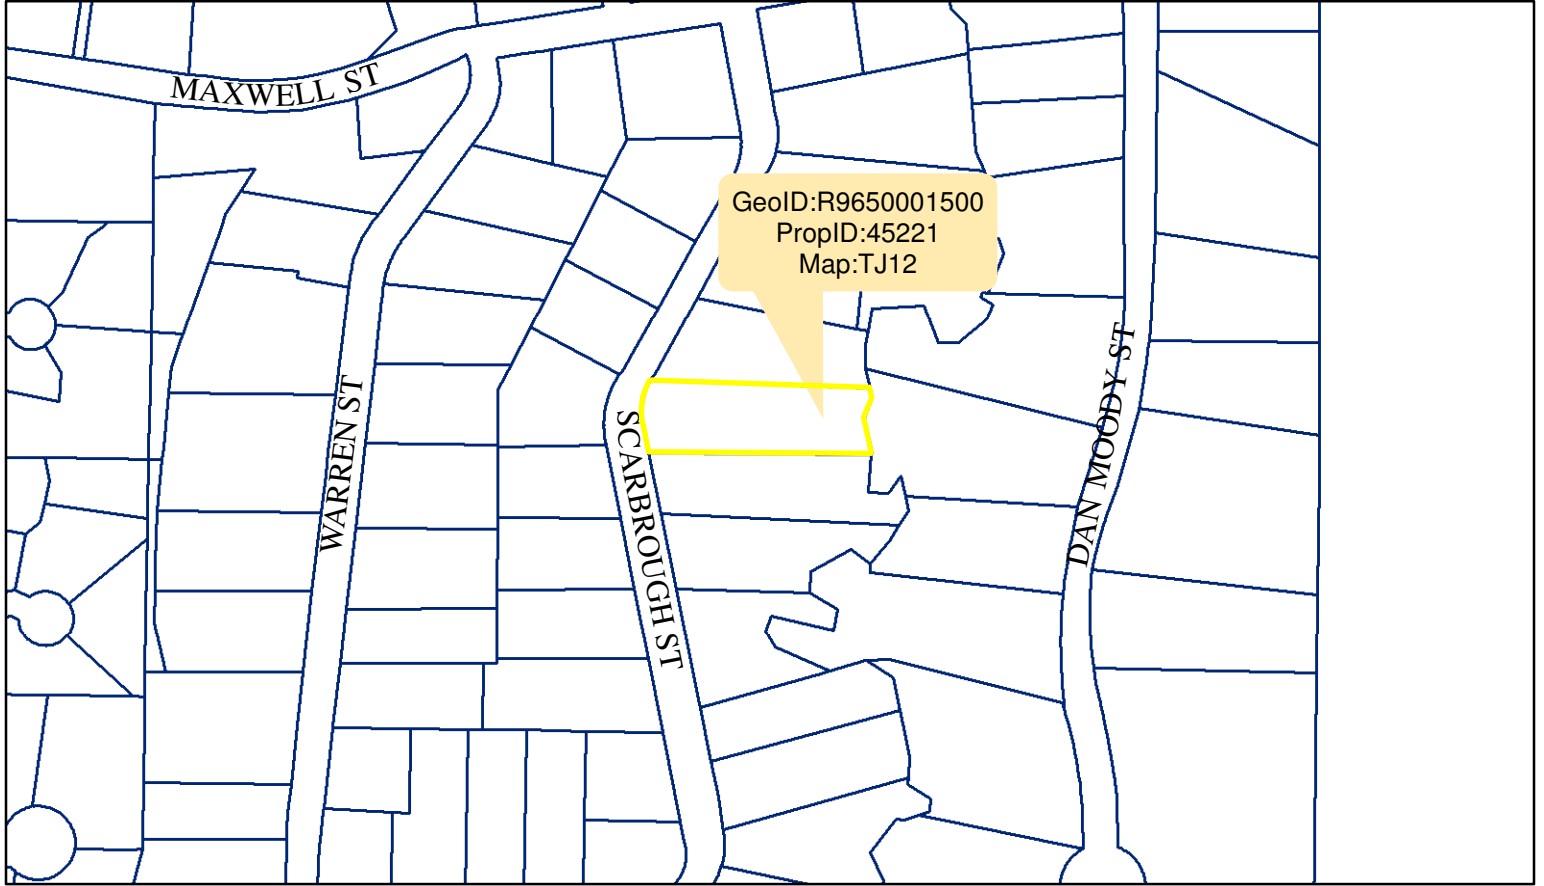 MAXWELL ST
GeoID:R9650001500
PropID:45221
Map:TJ12
WARREN ST
SCARBROUGH ST
DAN MOODY ST